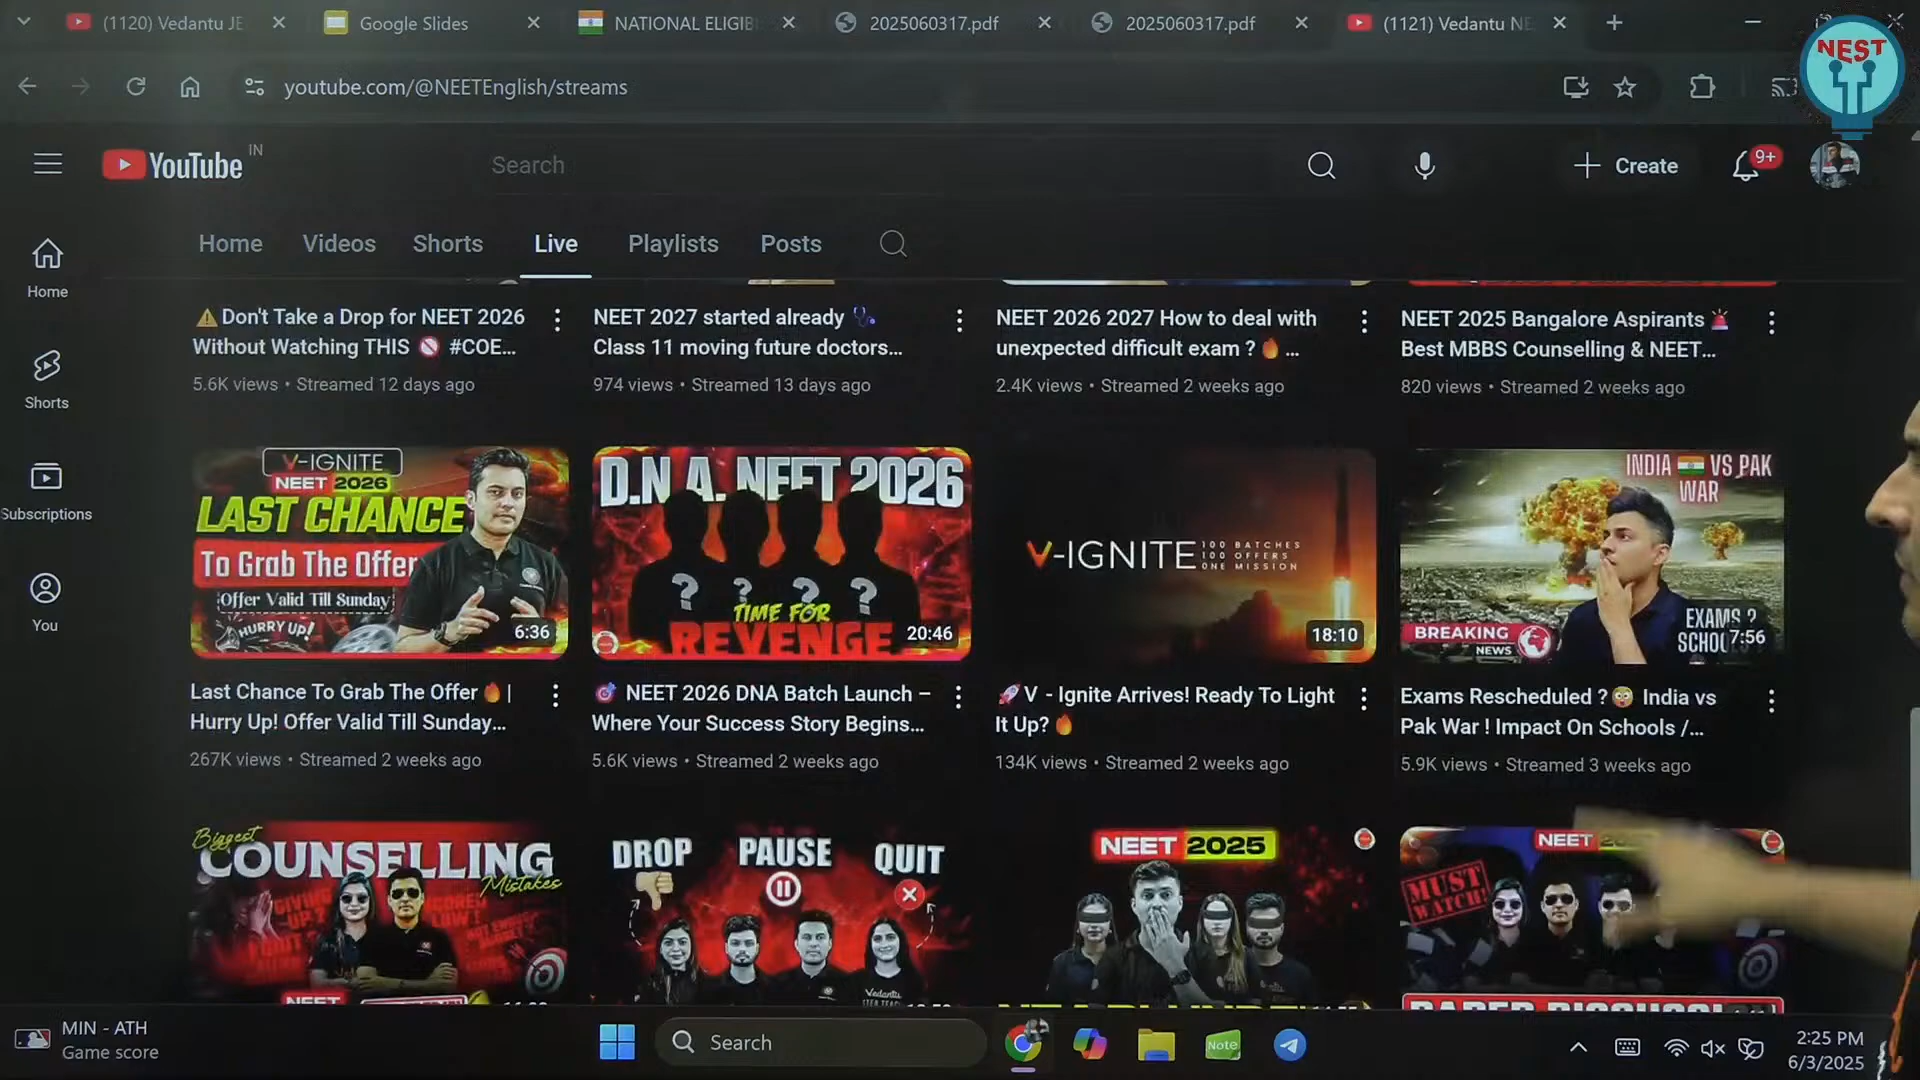 (1120) Vedantu JE
Google Slides
NATIONAL ELIGIB
2025060317.pdf
2025060317.pdf
(1121) Vedantu NE
NEST
youtube.com/@NEETEnglish/streams
YouTube IN
Search
Create
9+
Home
Videos
Shorts
Live
Playlists
Posts
Home
Shorts
Subscriptions
You
Don't Take a Drop for NEET 2026
Without Watching THIS 🚫 #COE...
5.6K views • Streamed 12 days ago
NEET 2027 started already
Class 11 moving future doctors...
974 views • Streamed 13 days ago
NEET 2026 2027 How to deal with
unexpected difficult exam ? 🔥 ...
2.4K views • Streamed 2 weeks ago
NEET 2025 Bangalore Aspirants 🚨
Best MBBS Counselling & NEET...
820 views • Streamed 2 weeks ago
V-IGNITE
NEET 2026
LAST CHANCE
To Grab The Offer
Offer Valid Till Sunday
HURRY UP!
6:36
D.N.A. NEET 2026
? ? ? ?
TIME FOR
REVENGE
20:46
V-IGNITE
100 BATCHES
100 OFFERS
ONE MISSION
18:10
INDIA VS PAK
WAR
BREAKING
NEWS
EXAMS ?
7:56
Last Chance To Grab The Offer 🔥 |
Hurry Up! Offer Valid Till Sunday...
267K views • Streamed 2 weeks ago
🎯 NEET 2026 DNA Batch Launch –
Where Your Success Story Begins...
5.6K views • Streamed 2 weeks ago
🚀 V - Ignite Arrives! Ready To Light
It Up? 🔥
134K views • Streamed 2 weeks ago
Exams Rescheduled ? 😳 India vs
Pak War ! Impact On Schools /...
5.9K views • Streamed 3 weeks ago
Biggest
COUNSELLING
Mistakes
NEET
DROP
PAUSE
QUIT
Vedantu
NEET 2025
NEET
MUST
WATCH!
MIN - ATH
Game score
Search
Note
2:25 PM
6/3/2025